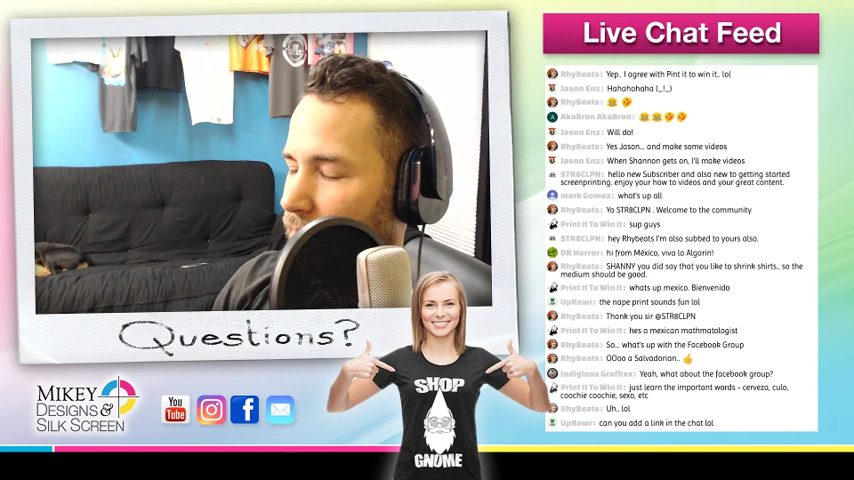 Live Chat Feed
RhyBeats: Yep.. I agree with Pint it to win it.. lol
Jason Enz: Hahahahaha (_!_)
RhyBeats: 😂 🤣
A AkaBron AkaBron: 😂 😂 🤣 🤣
Jason Enz: Will do!
RhyBeats: Yes Jason... and make some videos
Jason Enz: When Shannon gets on, I'll make videos
STR8CLPN: hello new Subscriber and also new to getting started
screenprinting. enjoy your how to videos and your great content.
mark Gomez: what's up all
RhyBeats: Yo STR8CLPN . Welcome to the community
Print It To Win It: sup guys
STR8CLPN: hey Rhybeats I'm also subbed to yours also.
DR Horror: hi from México, viva la Algarin!
RhyBeats: SHANNY you did say that you like to shrink shirts.. so the
medium should be good.
Print It To Win It: whats up mexico. Bienvenido
UpRawr: the nape print sounds fun lol
RhyBeats: Thank you sir @STR8CLPN
Print It To Win It: hes a mexican mathmologist
RhyBeats: So... what's up with the Facebook Group
RhyBeats: OOoo a Salvadorian.. 👍
Indiginus Graffixx: Yeah, what about the facebook group?
Print It To Win It: just learn the important words - cerveza, culo,
coochie coochie, sexo, etc
RhyBeats: Uh.. lol
UpRawr: can you add a link in the chat lol
Questions?
MIKEY
DESIGNS &
SILK SCREEN
You
Tube
SHOP
GNOME